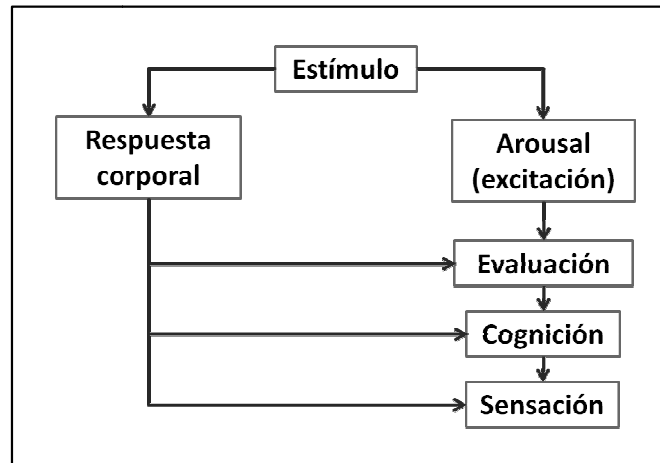 Estímulo
Respuesta
corporal
Arousal
(excitación)
Evaluación
Cognición
Sensación